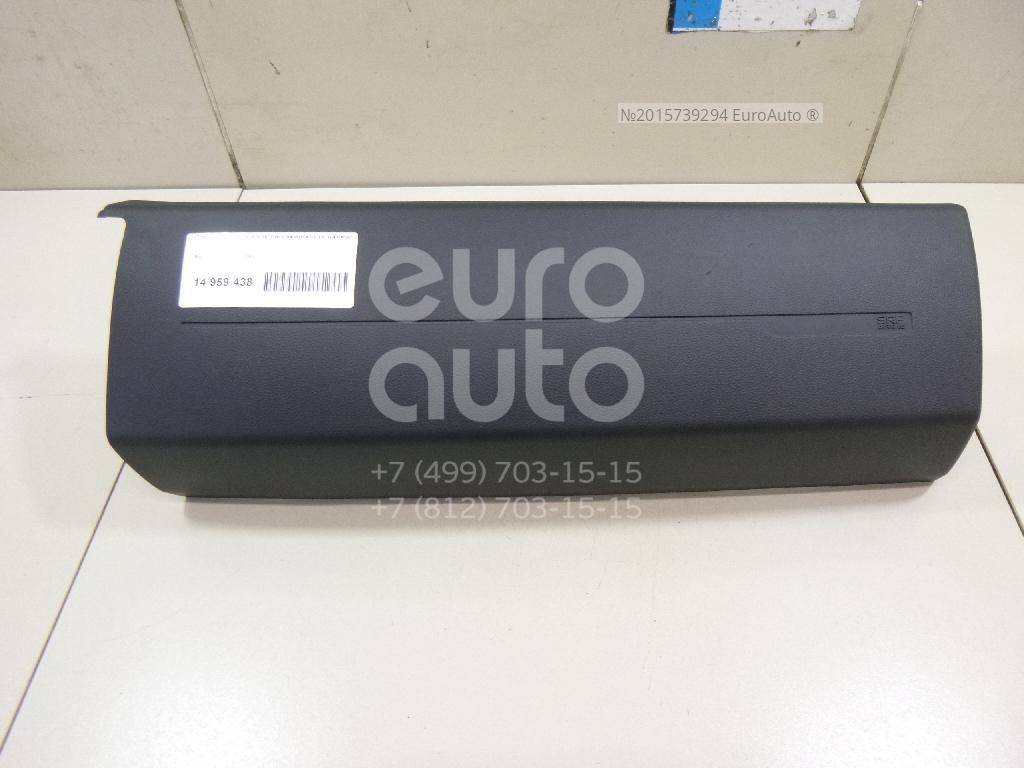 №2015739294 EuroAuto ®
14 959 438
euro
auto
+7 (499) 703-15-15
+7 (812) 703-15-15